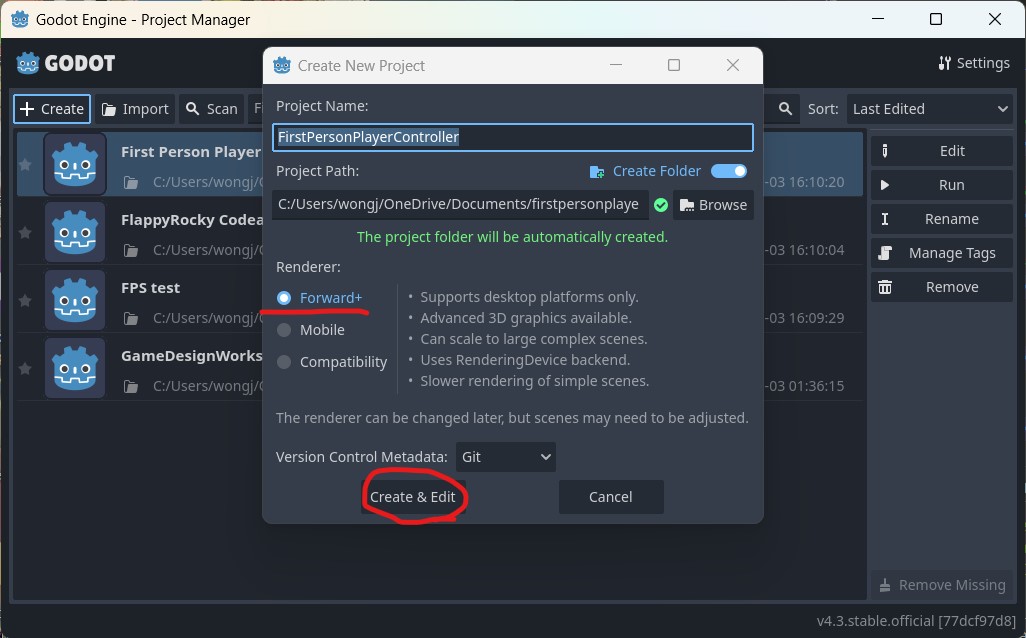 Godot Engine - Project Manager
GODOT
Settings
Create
Import
Scan
Sort:
Last Edited
First Person Player
C:/Users/wongj/
-03 16:10:20
FlappyRocky Codea
C:/Users/wongj/
-03 16:10:04
FPS test
C:/Users/wongj/
-03 16:09:29
GameDesignWorks
C:/Users/wongj/
-03 01:36:15
Edit
Run
Rename
Manage Tags
Remove
Remove Missing
v4.3.stable.official [77dcf97d8]
Create New Project
Project Name:
FirstPersonPlayerController
Project Path:
Create Folder
C:/Users/wongj/OneDrive/Documents/firstpersonplaye
Browse
The project folder will be automatically created.
Renderer:
Forward+
Mobile
Compatibility
• Supports desktop platforms only.
• Advanced 3D graphics available.
• Can scale to large complex scenes.
• Uses RenderingDevice backend.
• Slower rendering of simple scenes.
The renderer can be changed later, but scenes may need to be adjusted.
Version Control Metadata:
Git
Create & Edit
Cancel